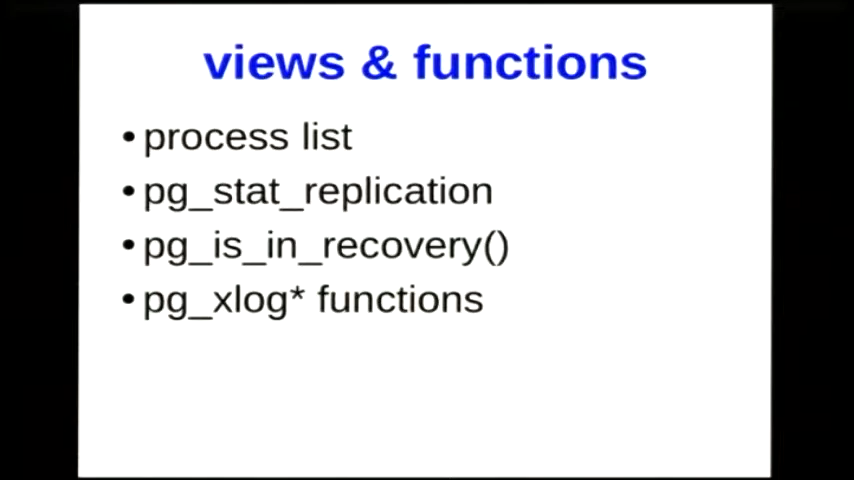 views & functions
• process list
• pg_stat_replication
• pg_is_in_recovery()
• pg_xlog* functions